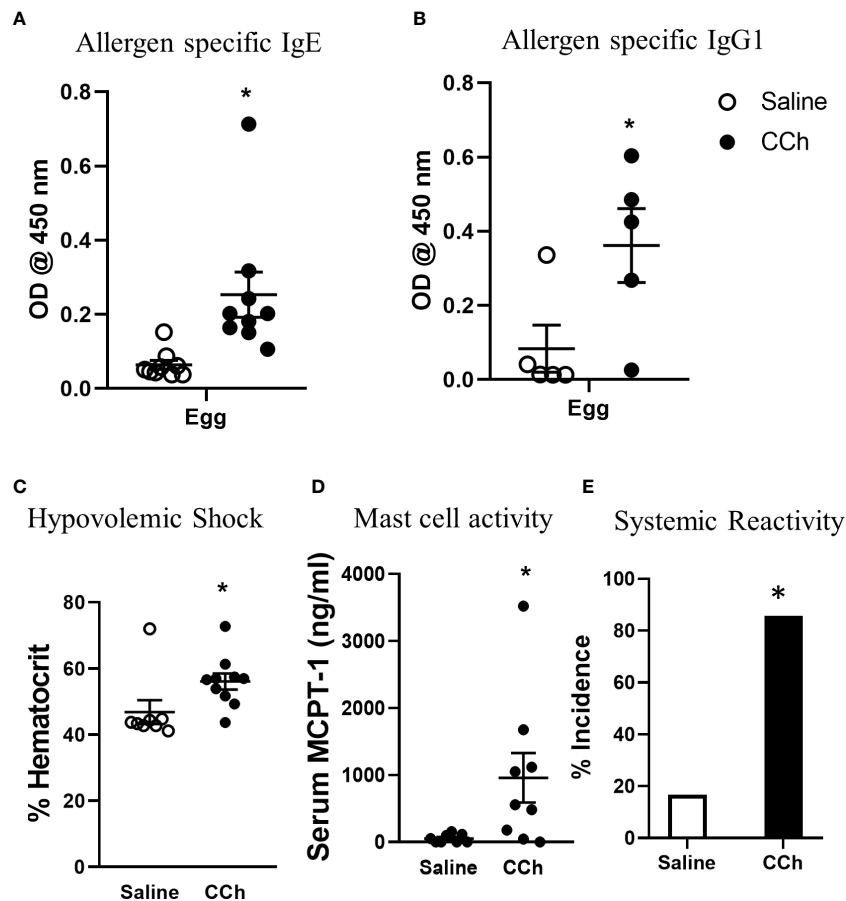 A
Allergen specific IgE
*
OD @ 450 nm
0.8
0.6
0.4
0.2
0.0
Egg
B
Allergen specific IgG1
*
OD @ 450 nm
0.8
0.6
0.4
0.2
0.0
Egg
Saline
CCh
C
Hypovolemic Shock
*
% Hematocrit
80
60
40
20
0
Saline CCh
D
Mast cell activity
*
Serum MCPT-1 (ng/ml)
4000
3000
2000
1000
0
Saline CCh
E
Systemic Reactivity
*
% Incidence
100
80
60
40
20
0
Saline CCh